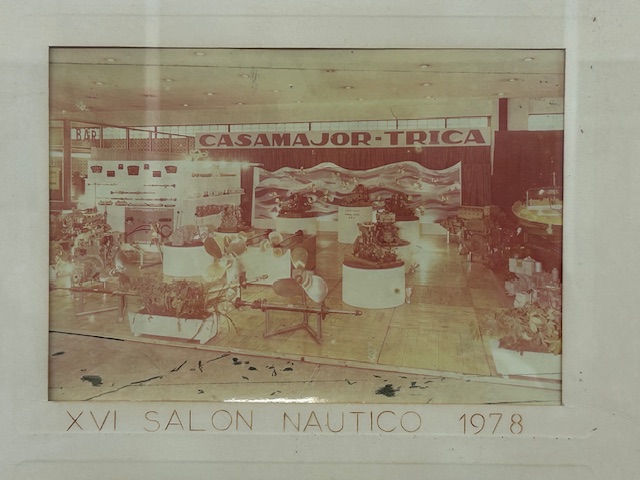 BAR
CASAMAJOR-TRICA
XVI SALON NAUTICO 1978